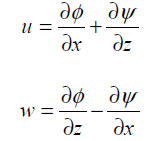 u = ∂ϕ/∂x + ∂ψ/∂z
w = ∂ϕ/∂z − ∂ψ/∂x